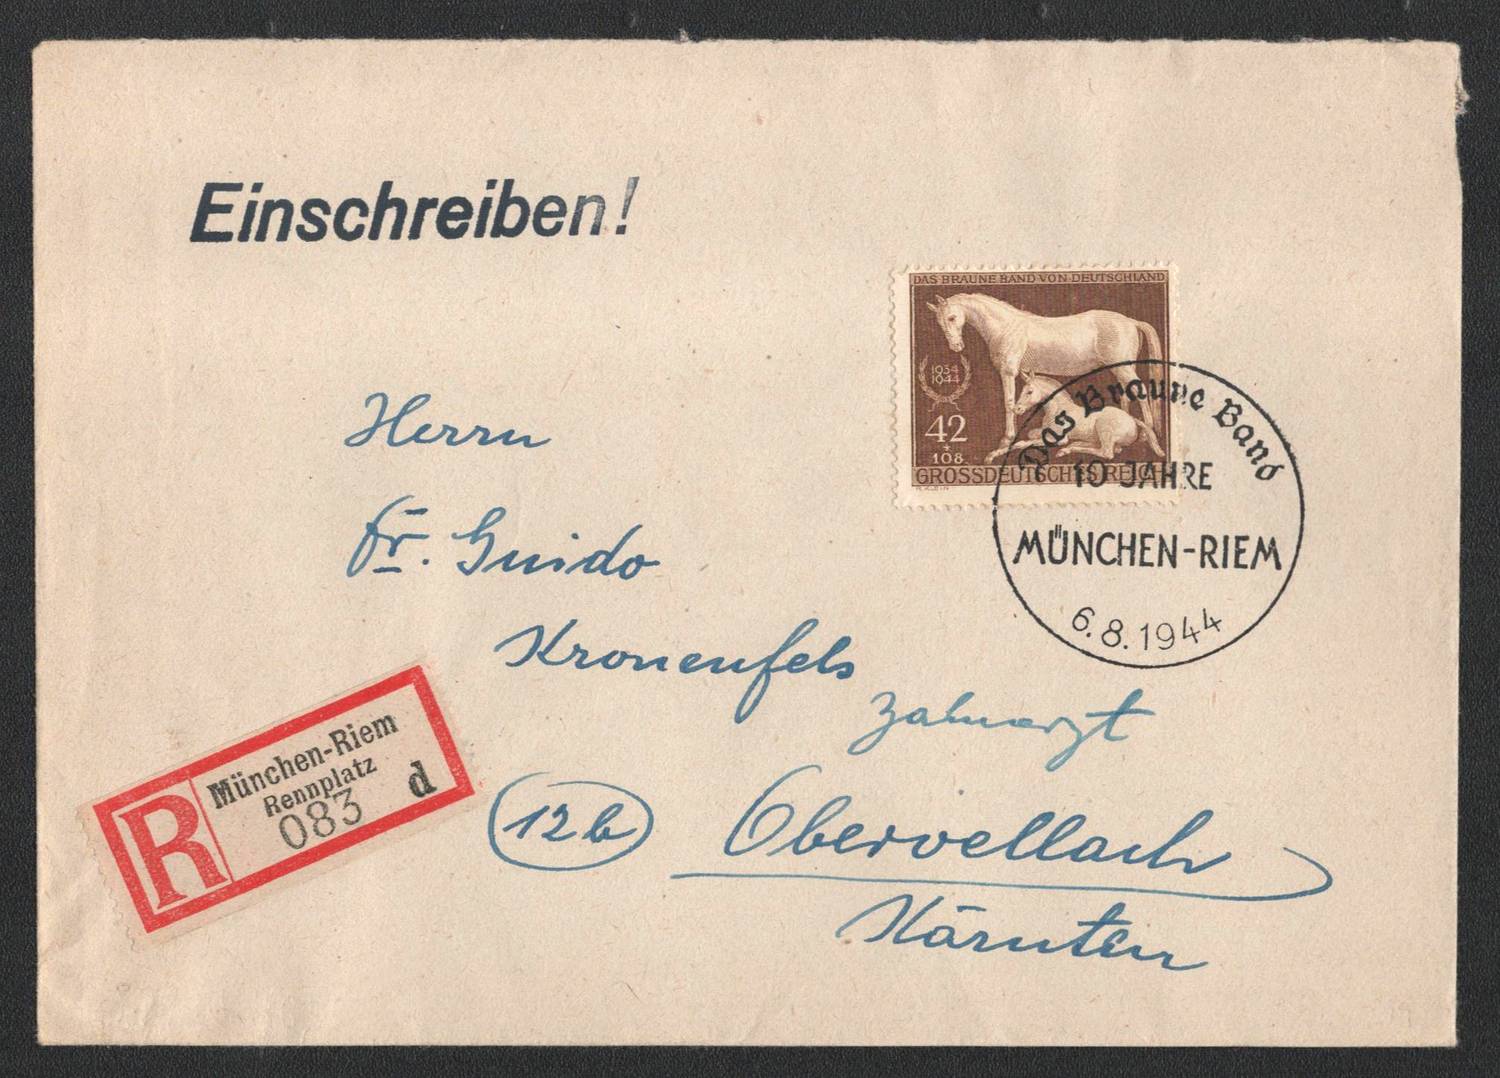 Einschreiben!
DAS BRAUNE BAND VON DEUTSCHLAND
1934
1944
42
+
108
GROSSDEUTSCHES REICH
Das Braune Band
10 JAHRE
MÜNCHEN-RIEM
6.8.1944
Herrn
Dr. Guido
Kronenfels
Zahnarzt
12b Obervellach
Kärnten
R München-Riem
Rennplatz
083 d